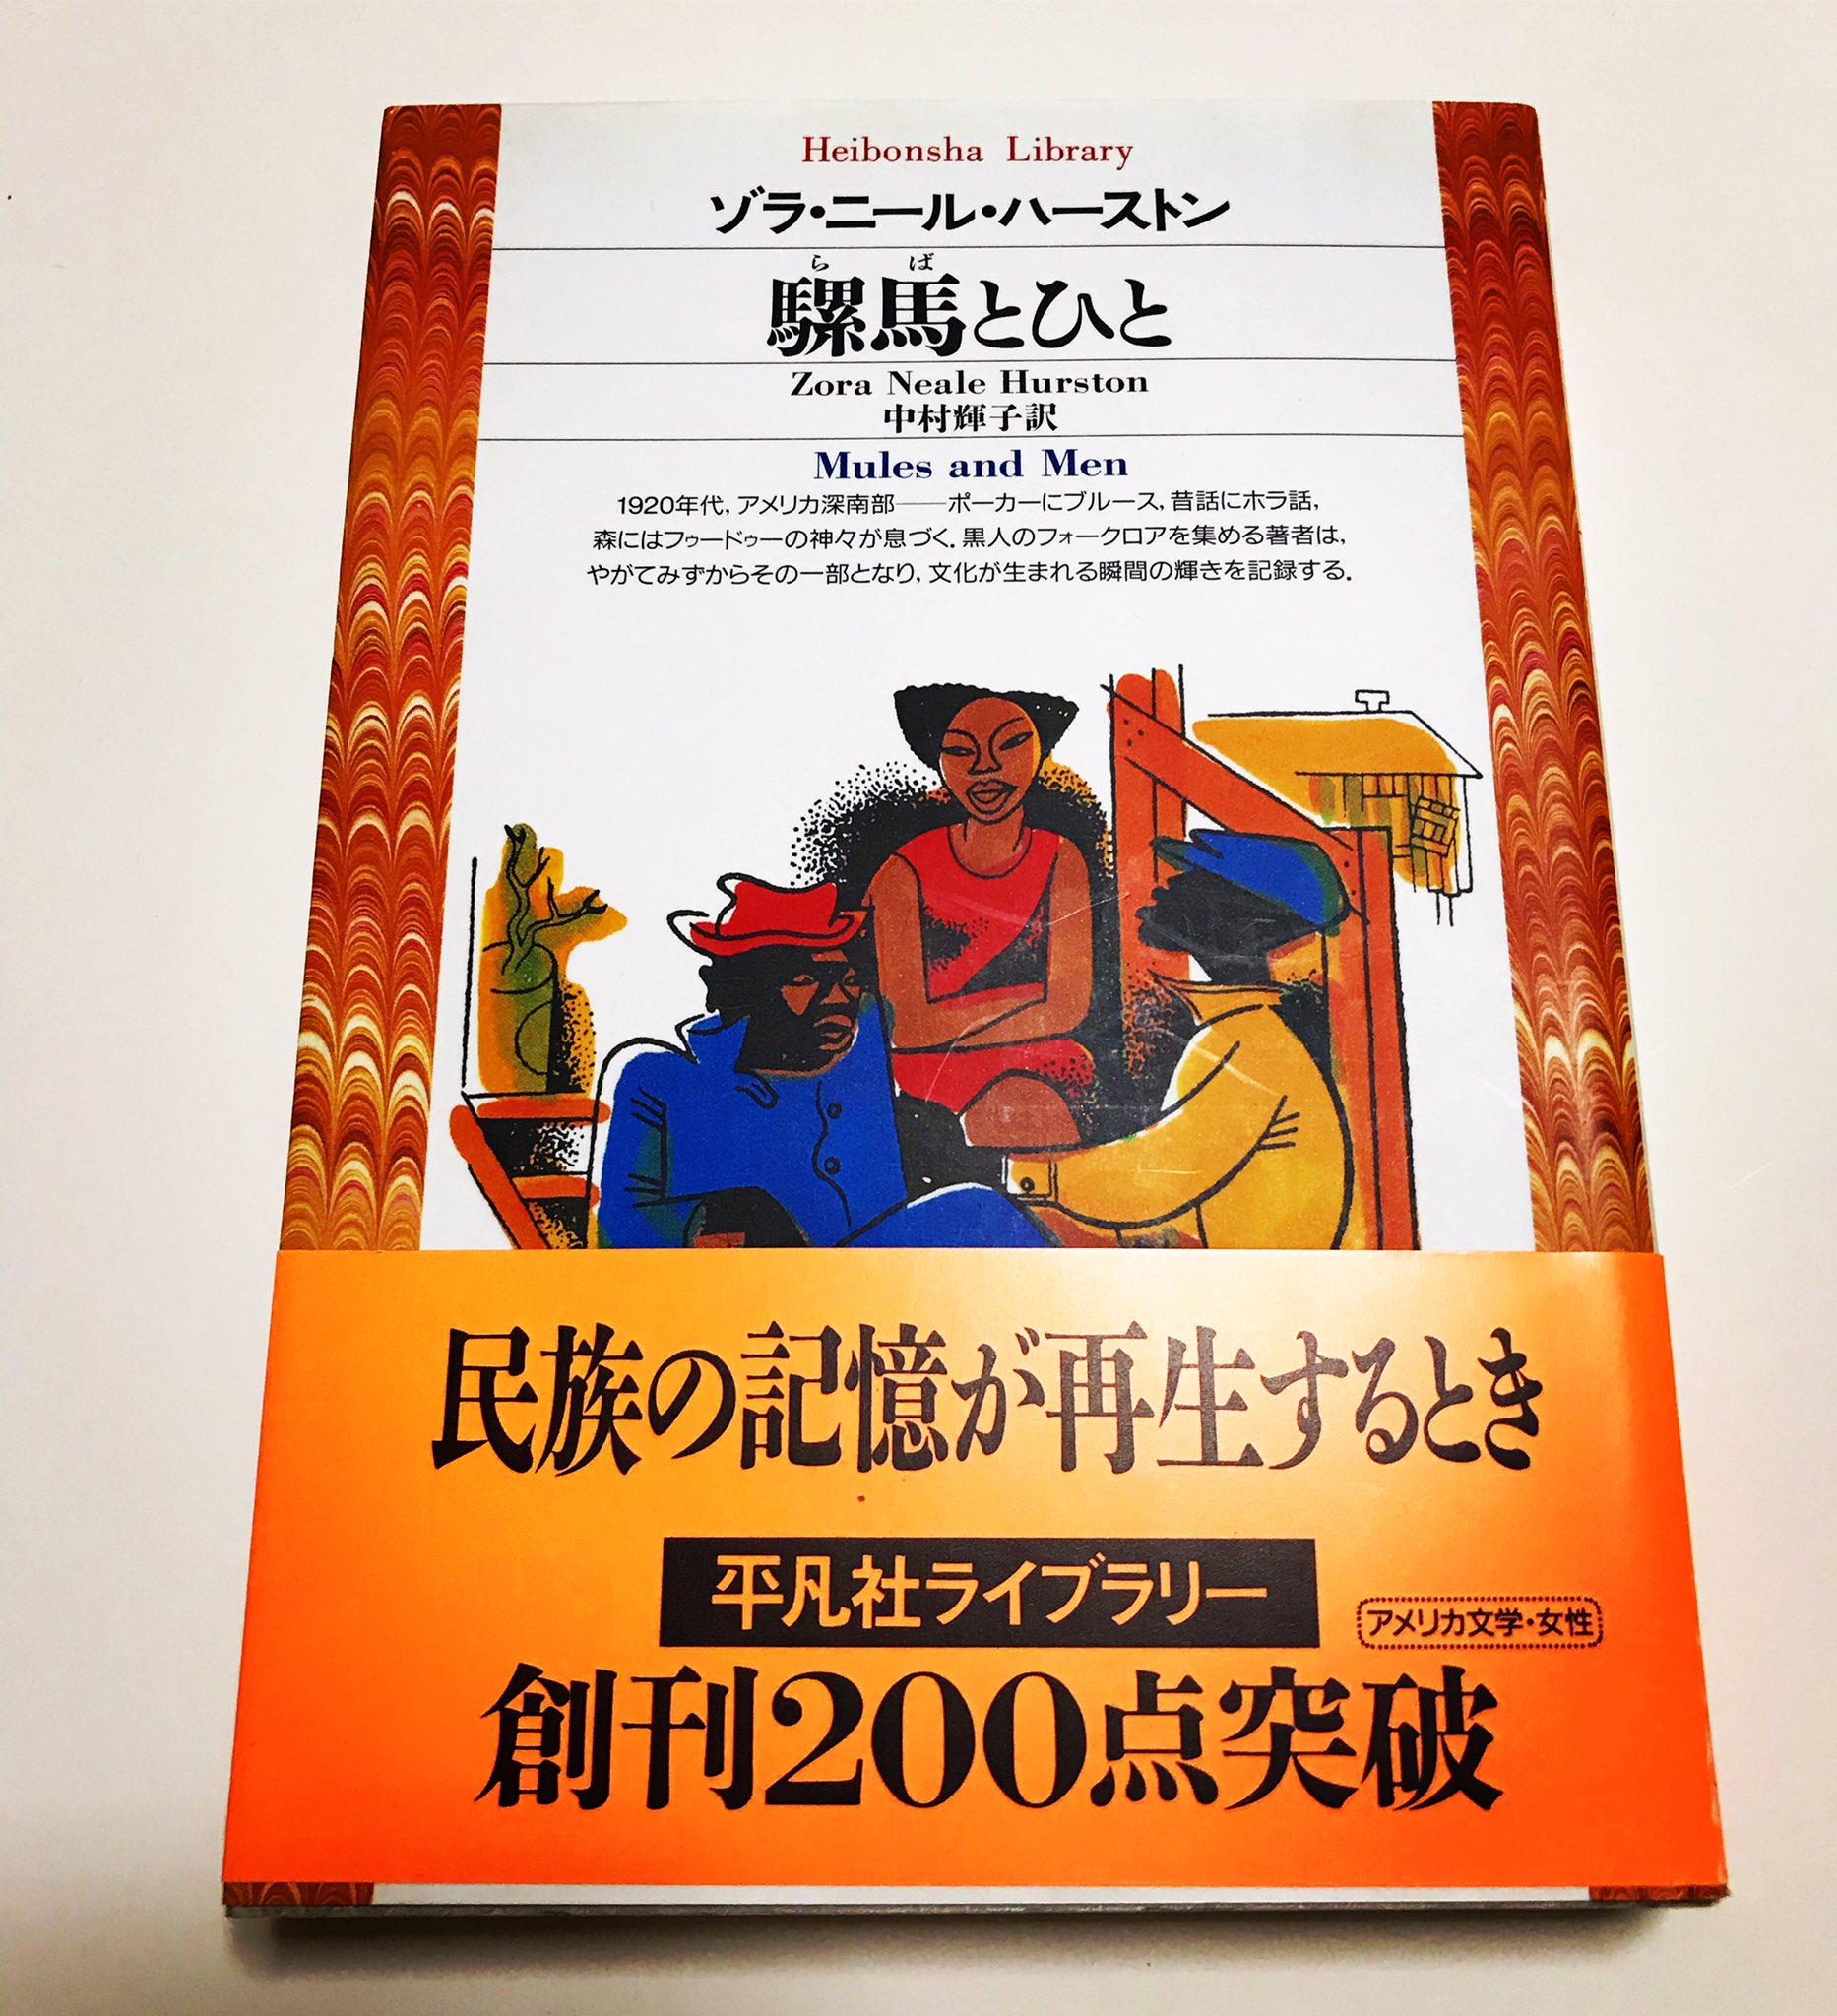 Heibonsha Library
ゾラ・ニール・ハーストン
らば
騾馬とひと
Zora Neale Hurston
中村輝子訳
Mules and Men
1920年代,アメリカ深南部――ポーカーにブルース,昔話にホラ話,
森にはフゥードゥーの神々が息づく.黒人のフォークロアを集める著者は,
やがてみずからその一部となり,文化が生まれる瞬間の輝きを記録する.
民族の記憶が再生するとき
平凡社ライブラリー
アメリカ文学・女性
創刊200点突破